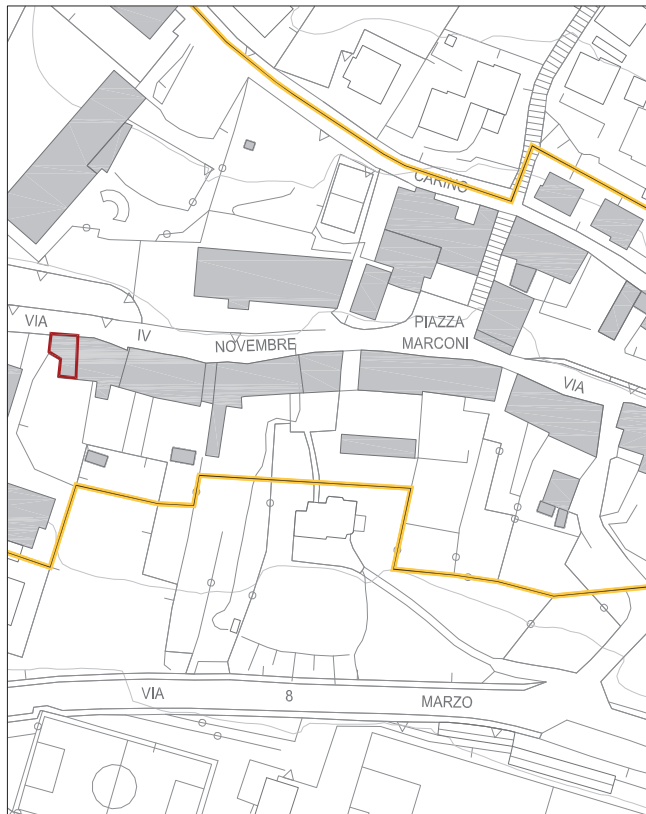 CARINO
VIA IV NOVEMBRE
PIAZZA
MARCONI
VIA
VIA 8 MARZO